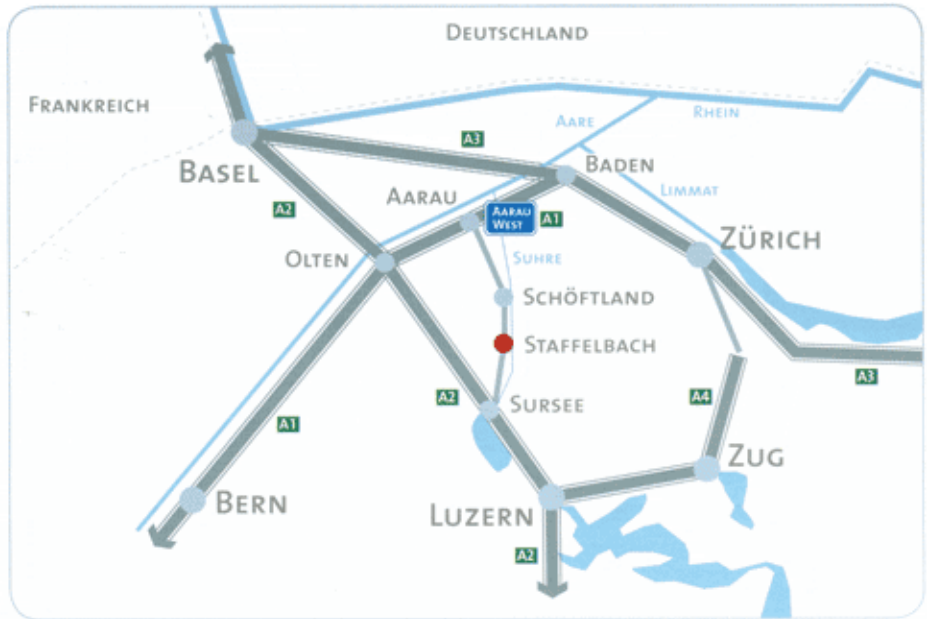 DEUTSCHLAND
FRANKREICH
RHEIN
AARE
A3
BASEL
BADEN
LIMMAT
AARAU
A2
AARAU
WEST
A1
ZÜRICH
OLTEN
SUHRE
SCHÖFTLAND
STAFFELBACH
A3
A2
A4
SURSEE
A1
ZUG
BERN
LUZERN
A2